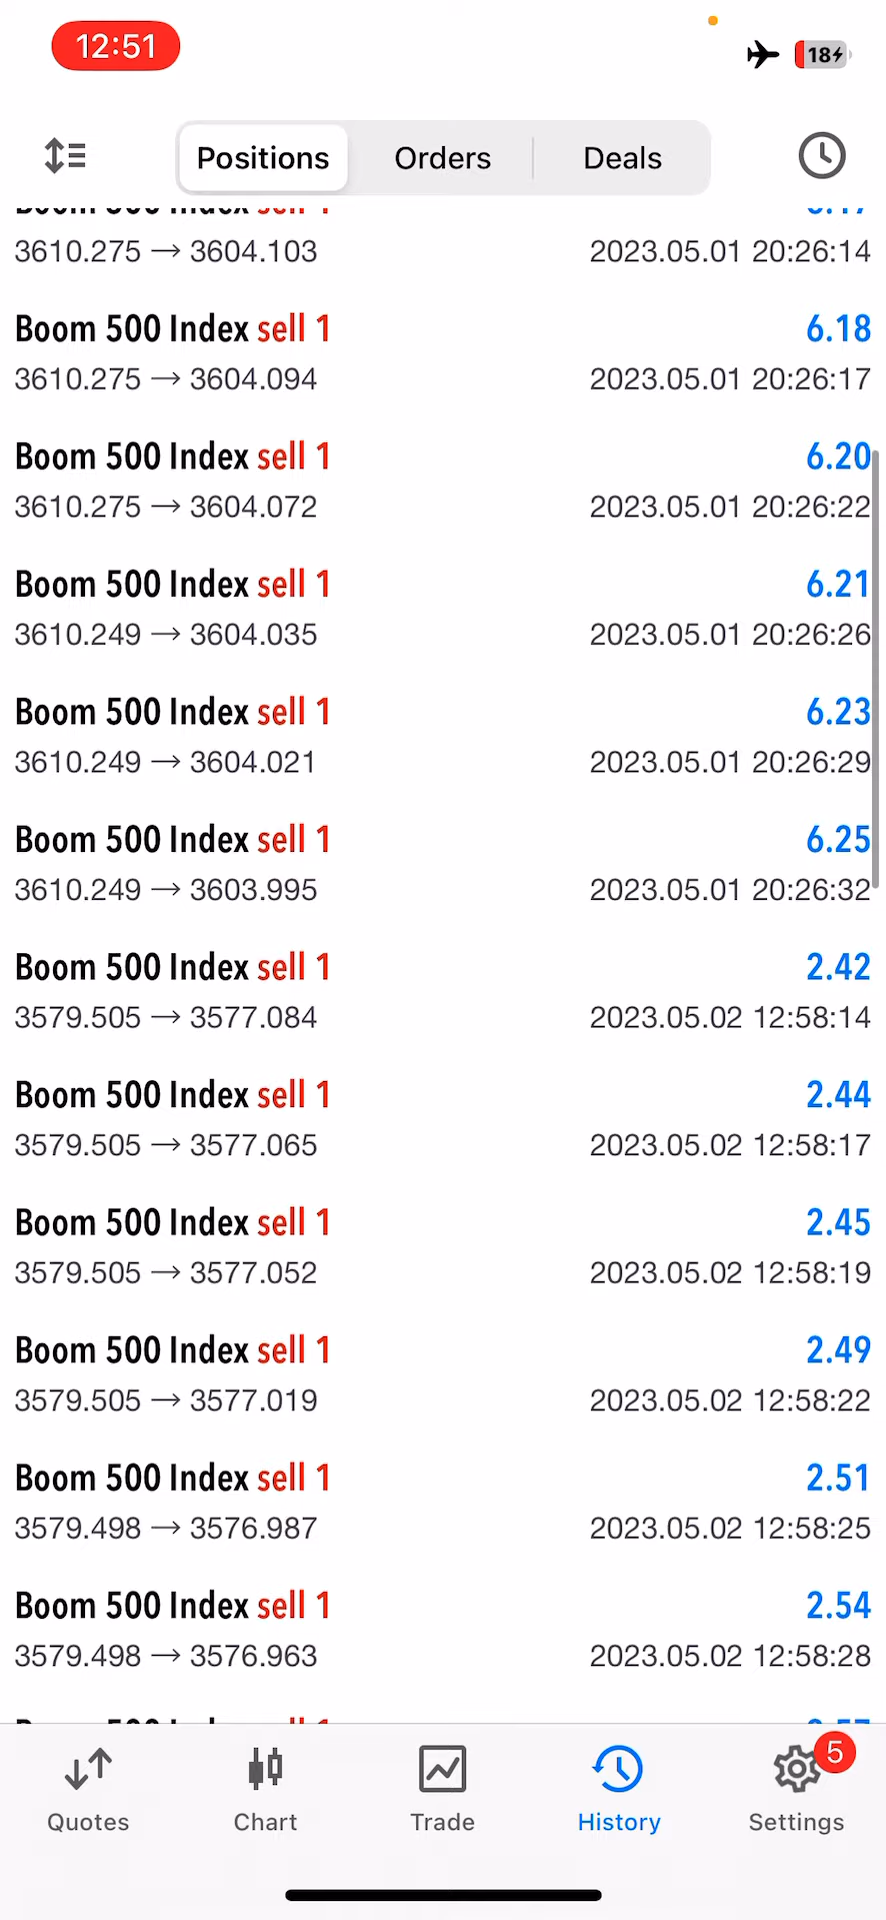 12:51
18
Positions Orders Deals
3610.275 → 3604.103 2023.05.01 20:26:14
Boom 500 Index sell 1 6.18
3610.275 → 3604.094 2023.05.01 20:26:17
Boom 500 Index sell 1 6.20
3610.275 → 3604.072 2023.05.01 20:26:22
Boom 500 Index sell 1 6.21
3610.249 → 3604.035 2023.05.01 20:26:26
Boom 500 Index sell 1 6.23
3610.249 → 3604.021 2023.05.01 20:26:29
Boom 500 Index sell 1 6.25
3610.249 → 3603.995 2023.05.01 20:26:32
Boom 500 Index sell 1 2.42
3579.505 → 3577.084 2023.05.02 12:58:14
Boom 500 Index sell 1 2.44
3579.505 → 3577.065 2023.05.02 12:58:17
Boom 500 Index sell 1 2.45
3579.505 → 3577.052 2023.05.02 12:58:19
Boom 500 Index sell 1 2.49
3579.505 → 3577.019 2023.05.02 12:58:22
Boom 500 Index sell 1 2.51
3579.498 → 3576.987 2023.05.02 12:58:25
Boom 500 Index sell 1 2.54
3579.498 → 3576.963 2023.05.02 12:58:28
5
Quotes Chart Trade History Settings